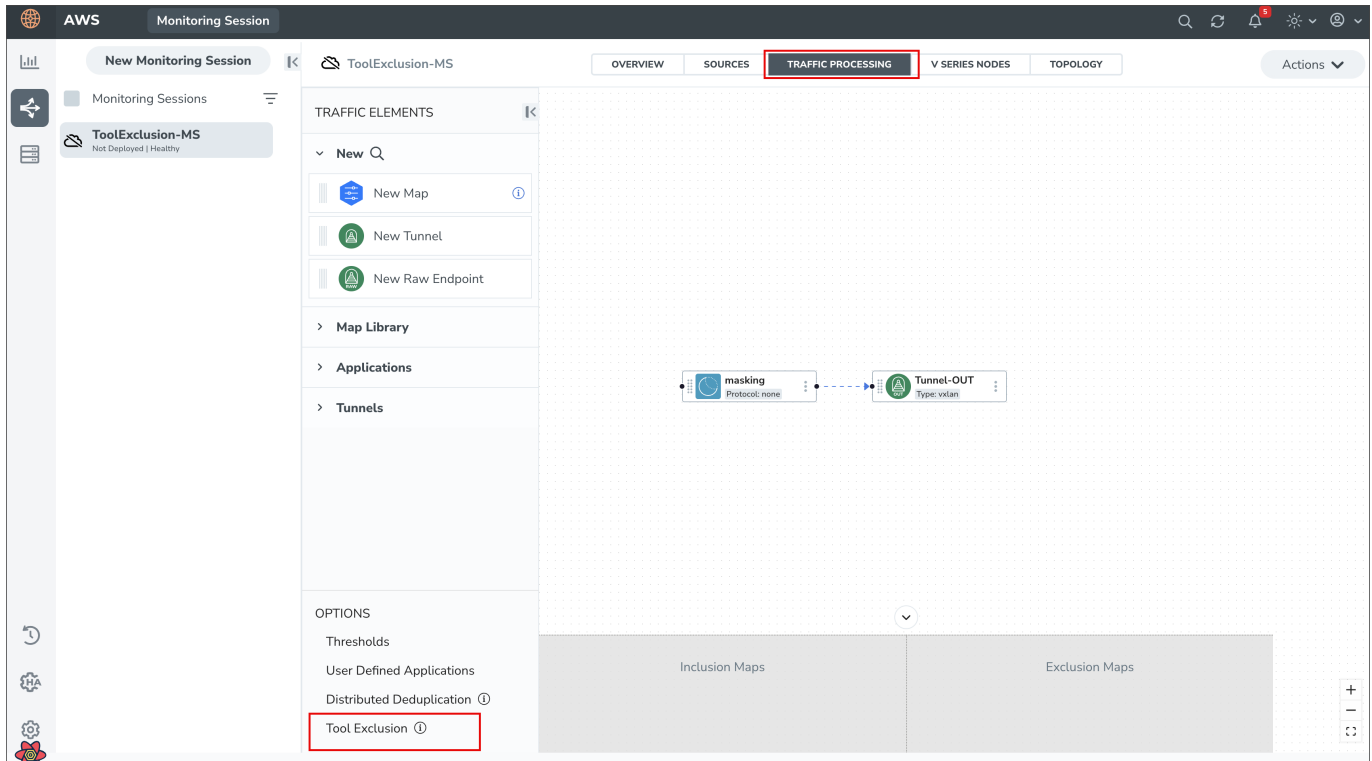 AWS
Monitoring Session
5
New Monitoring Session
ToolExclusion-MS
OVERVIEW
SOURCES
TRAFFIC PROCESSING
V SERIES NODES
TOPOLOGY
Actions
Monitoring Sessions
ToolExclusion-MS
Not Deployed | Healthy
TRAFFIC ELEMENTS
New
New Map
New Tunnel
RAW
New Raw Endpoint
Map Library
Applications
Tunnels
masking
Protocol: none
OUT
Tunnel-OUT
Type: vxlan
OPTIONS
Thresholds
User Defined Applications
Distributed Deduplication
Tool Exclusion
Inclusion Maps
Exclusion Maps
HA